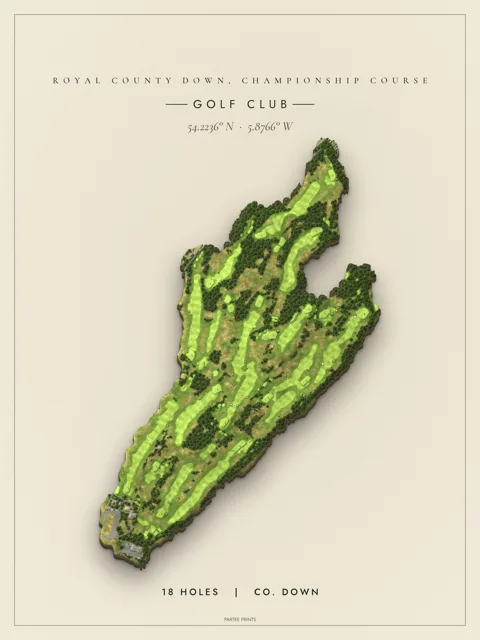 ROYAL COUNTY DOWN, CHAMPIONSHIP COURSE
GOLF CLUB
54.2236° N · 5.8766° W
18 HOLES | CO. DOWN
PARTEE PRINTS